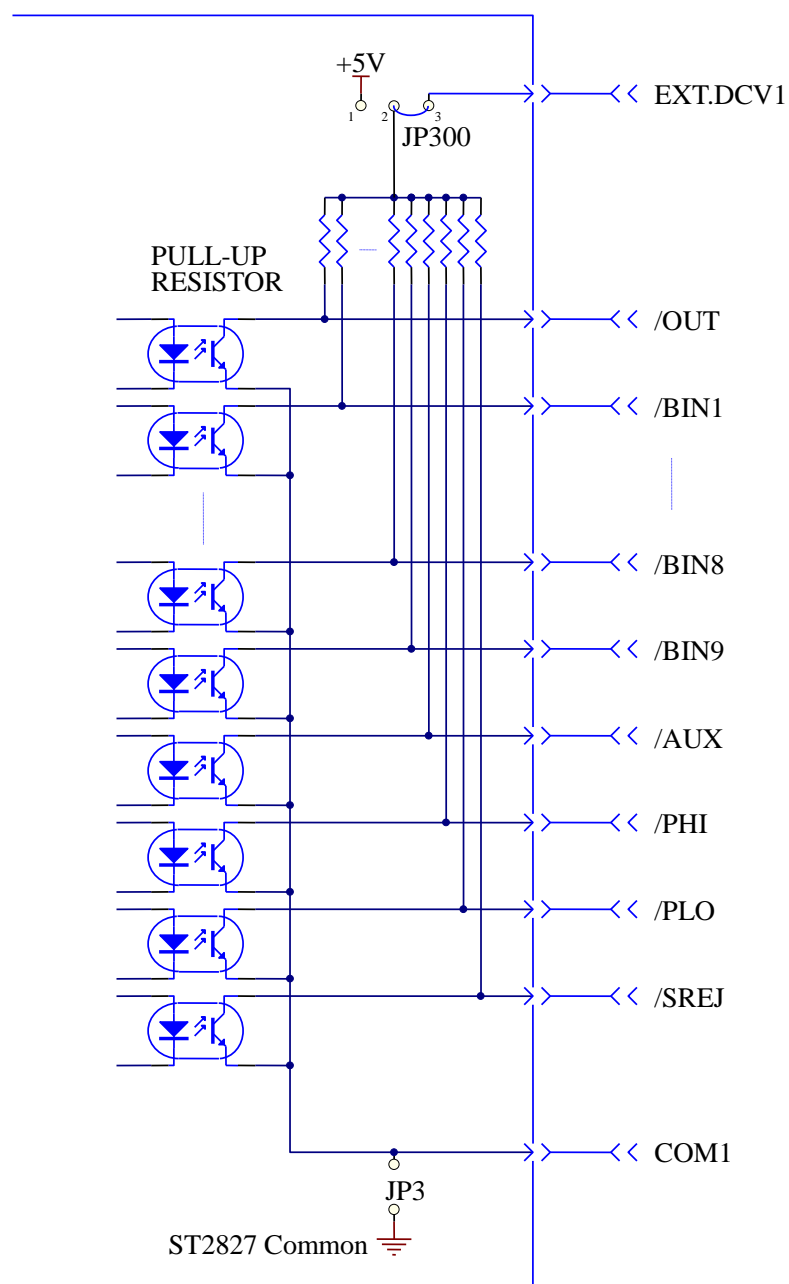 +5V
EXT.DCV1
1
2
3
JP300
PULL-UP
RESISTOR
/OUT
/BIN1
/BIN8
/BIN9
/AUX
/PHI
/PLO
/SREJ
COM1
JP3
ST2827 Common